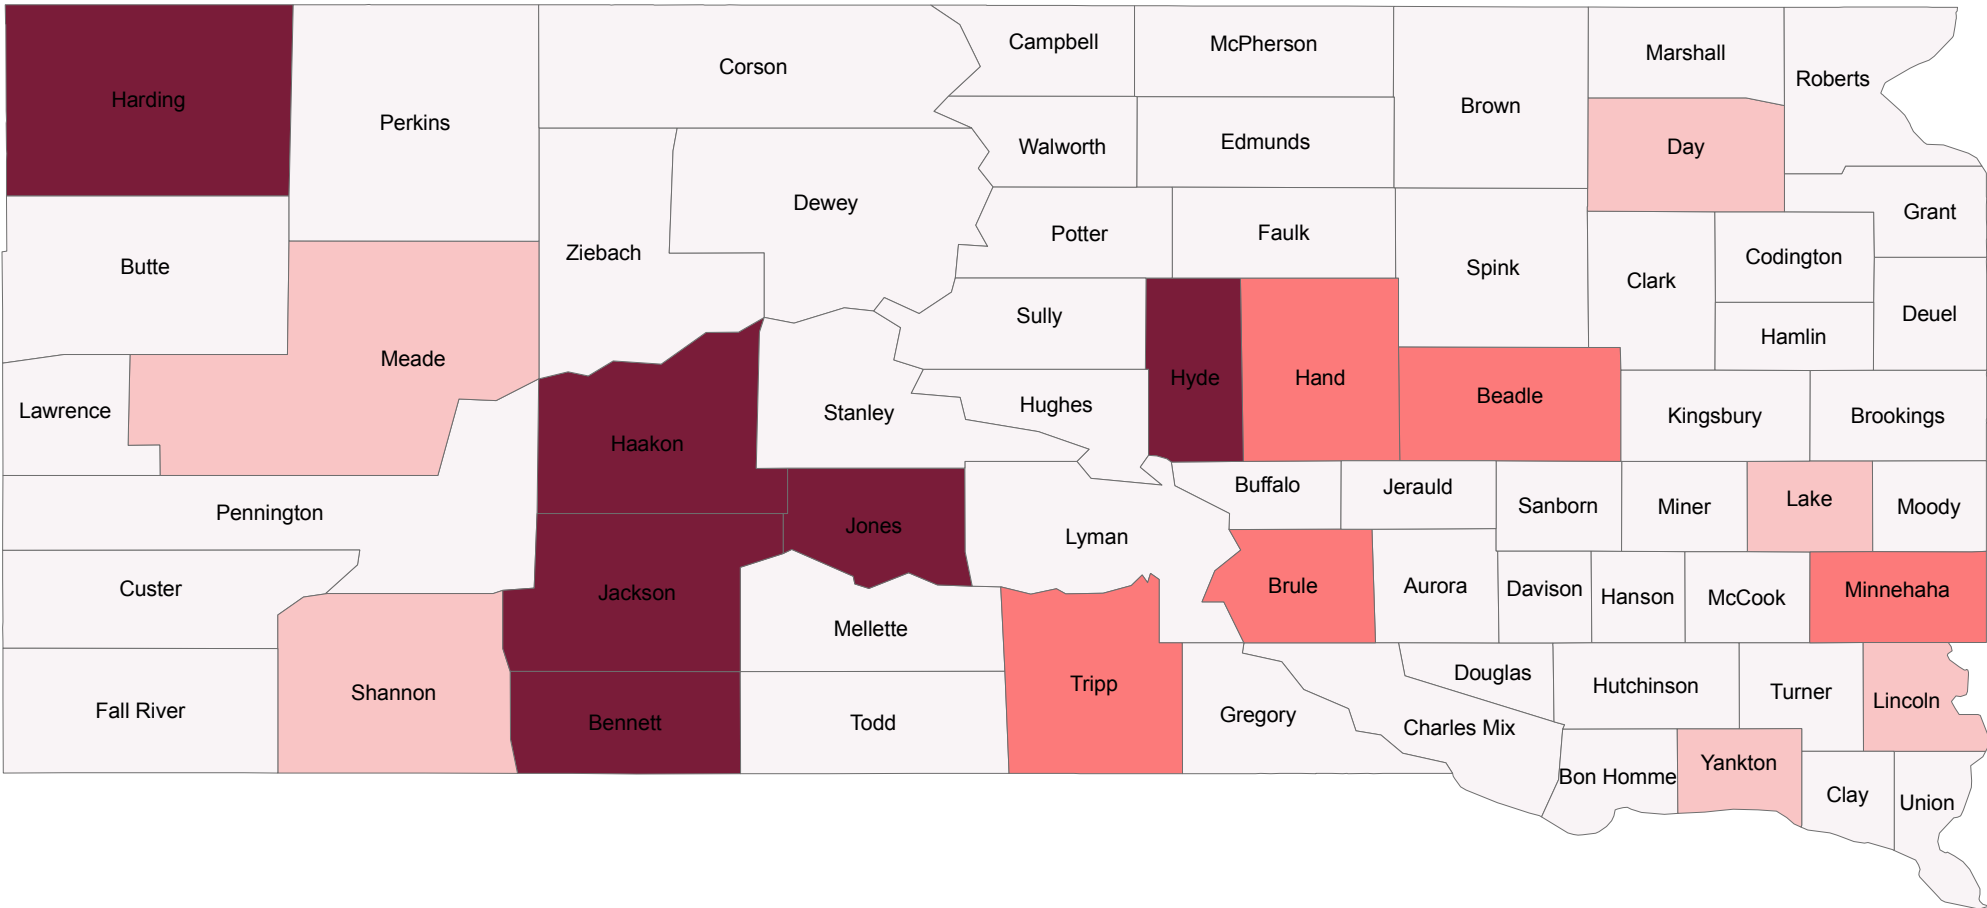 Campbell
McPherson
Marshall
Corson
Roberts
Harding
Brown
Perkins
Edmunds
Walworth
Day
Dewey
Grant
Potter
Faulk
Ziebach
Codington
Butte
Spink
Clark
Sully
Deuel
Hamlin
Meade
Hyde
Hand
Beadle
Hughes
Lawrence
Stanley
Kingsbury
Brookings
Haakon
Buffalo
Jerauld
Lake
Sanborn
Miner
Moody
Pennington
Jones
Lyman
Custer
Jackson
Brule
Aurora
Davison
Hanson
McCook
Minnehaha
Mellette
Douglas
Shannon
Tripp
Hutchinson
Turner
Lincoln
Fall River
Bennett
Todd
Gregory
Charles Mix
Yankton
Bon Homme
Clay
Union